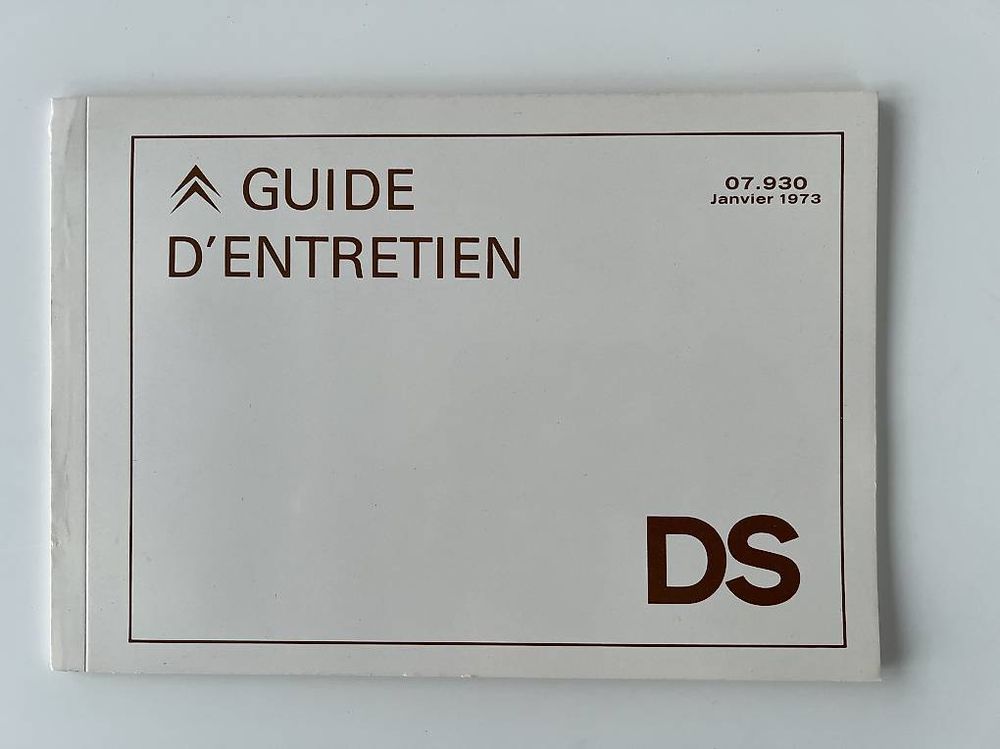 GUIDE
D'ENTRETIEN
07.930
Janvier 1973
DS